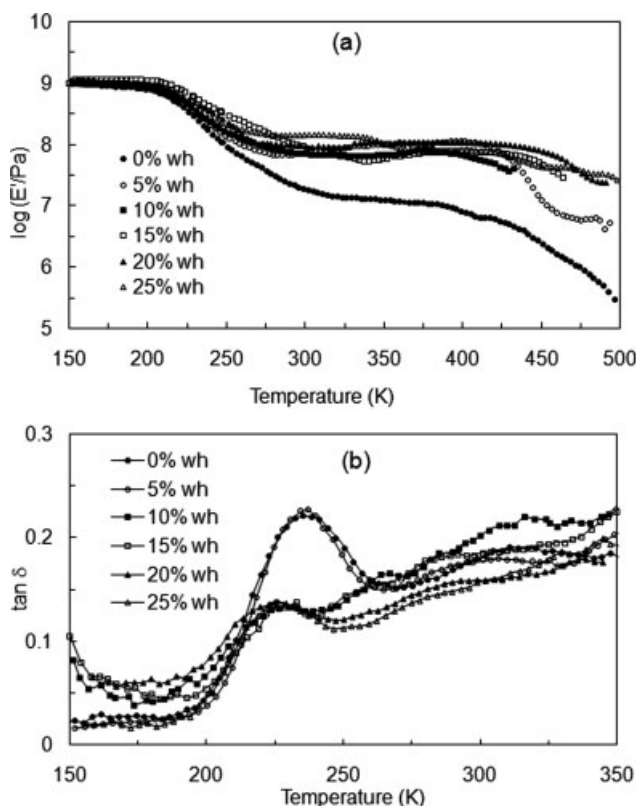 (a)
10
9
8
7
6
5
log (E'/Pa)
0% wh
5% wh
10% wh
15% wh
20% wh
25% wh
150 200 250 300 350 400 450 500
Temperature (K)
(b)
0.3
0.2
0.1
0
tan δ
0% wh
5% wh
10% wh
15% wh
20% wh
25% wh
150 200 250 300 350
Temperature (K)